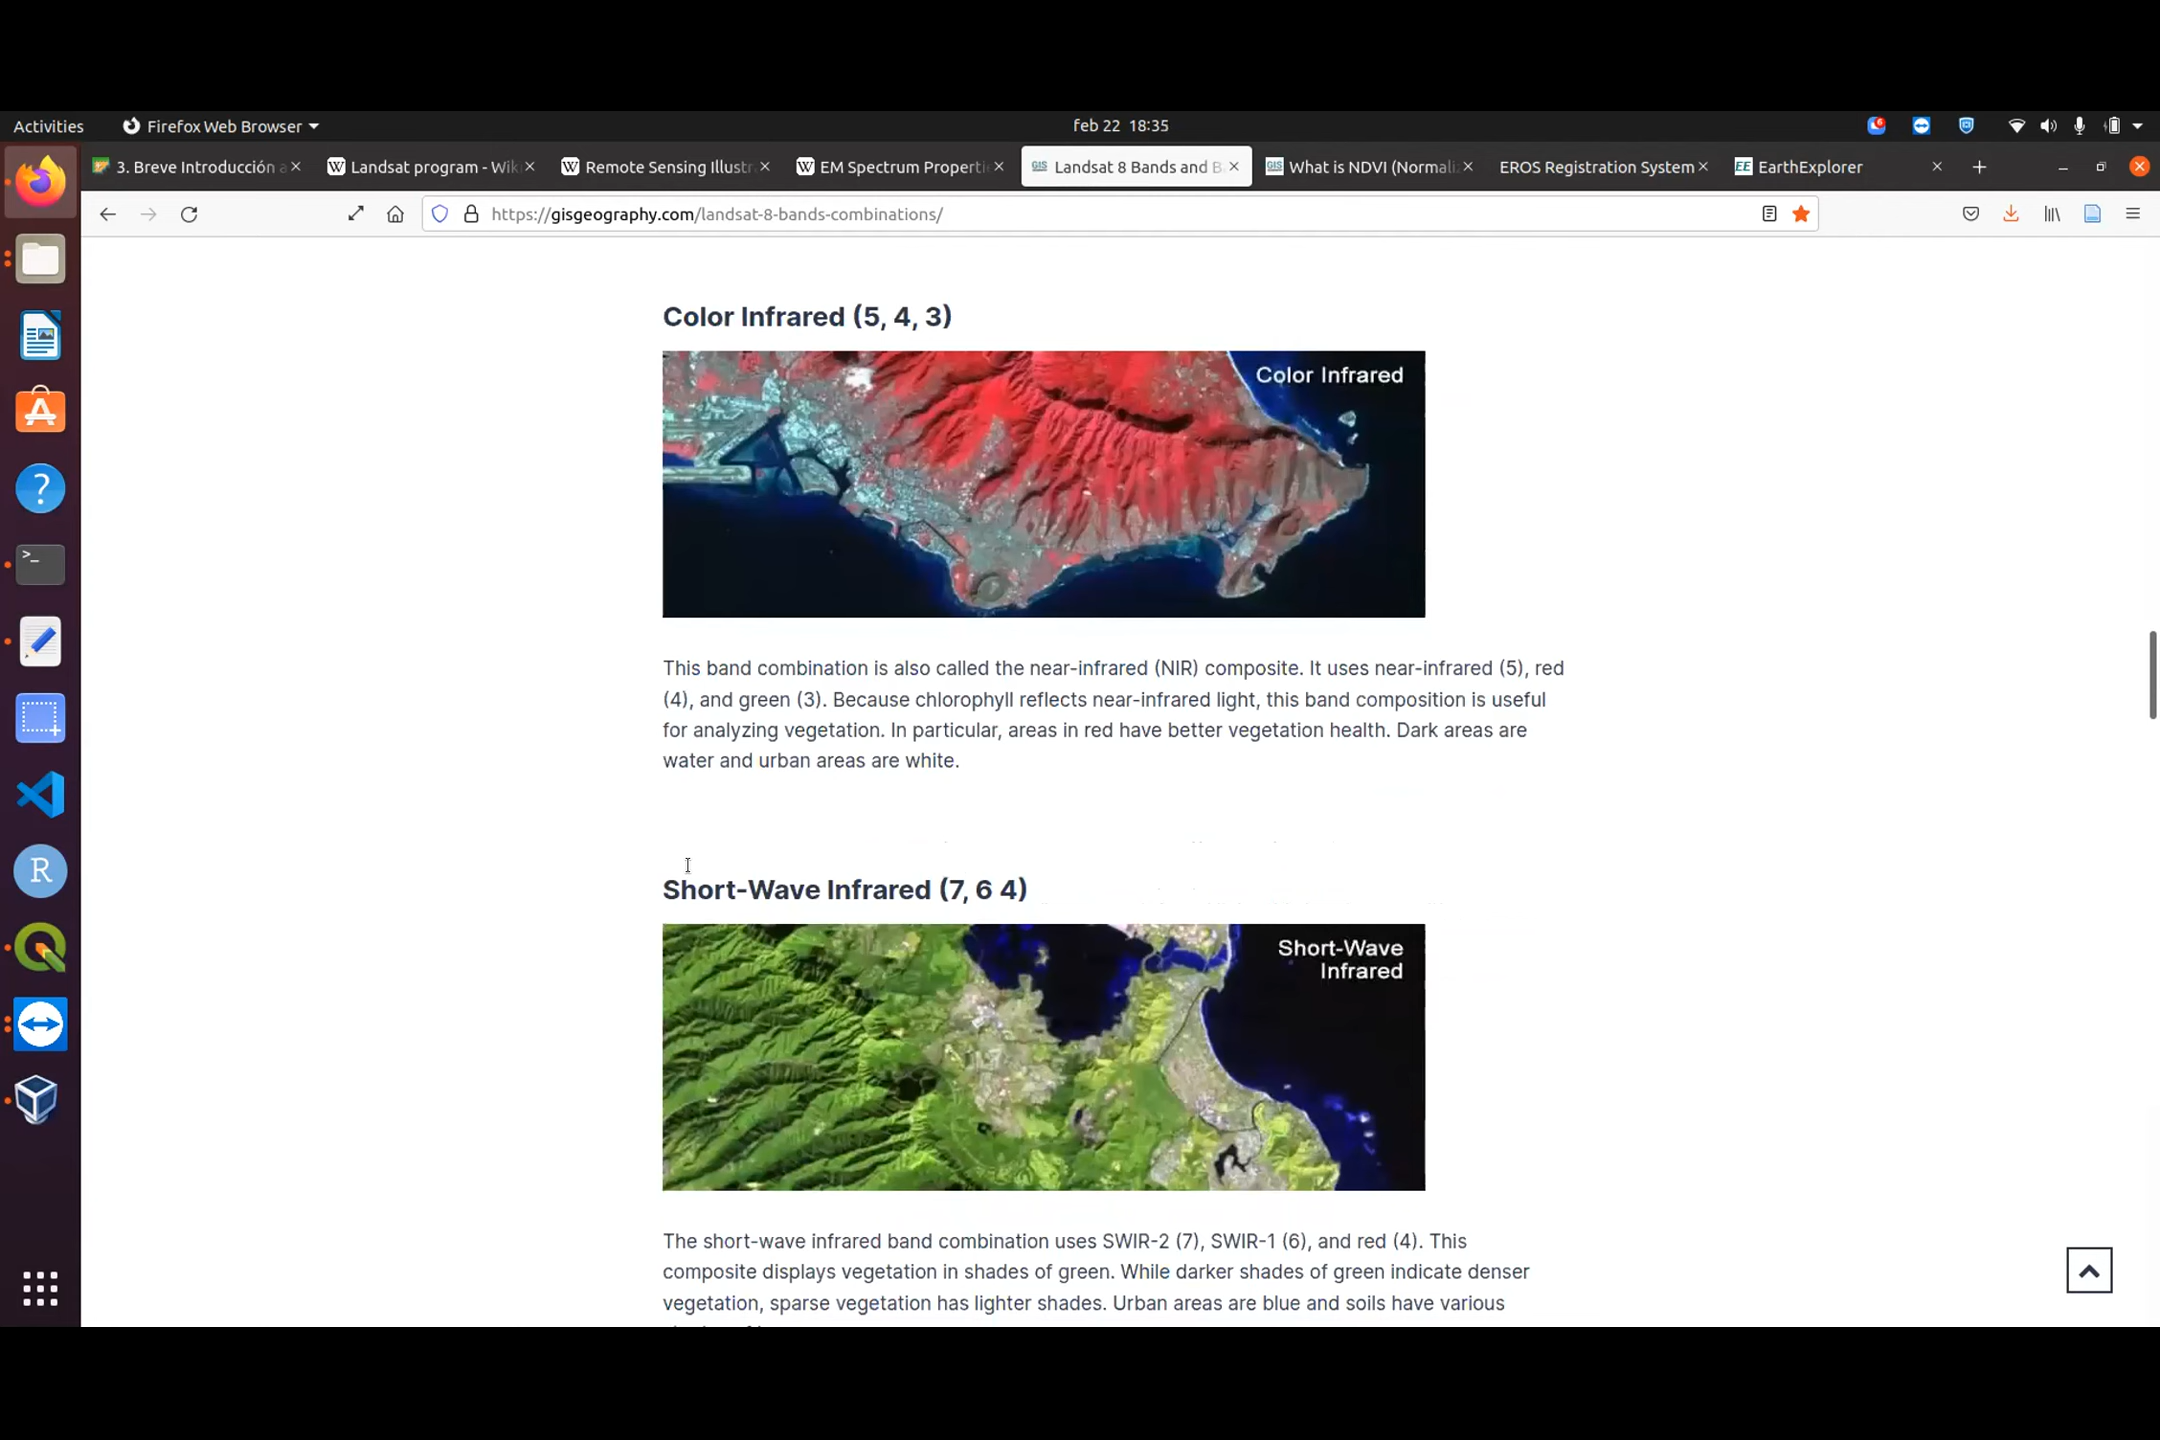 Activities
Firefox Web Browser
feb 22 18:35
3. Breve Introducción a
Landsat program - Wik
Remote Sensing Illustr
EM Spectrum Properti
GIS
Landsat 8 Bands and B
GIS
What is NDVI (Normali
EROS Registration System
EE
EarthExplorer
https://gisgeography.com/landsat-8-bands-combinations/
Color Infrared (5, 4, 3)
Color Infrared
This band combination is also called the near-infrared (NIR) composite. It uses near-infrared (5), red
(4), and green (3). Because chlorophyll reflects near-infrared light, this band composition is useful
for analyzing vegetation. In particular, areas in red have better vegetation health. Dark areas are
water and urban areas are white.
Short-Wave Infrared (7, 6 4)
Short-Wave
Infrared
The short-wave infrared band combination uses SWIR-2 (7), SWIR-1 (6), and red (4). This
composite displays vegetation in shades of green. While darker shades of green indicate denser
vegetation, sparse vegetation has lighter shades. Urban areas are blue and soils have various